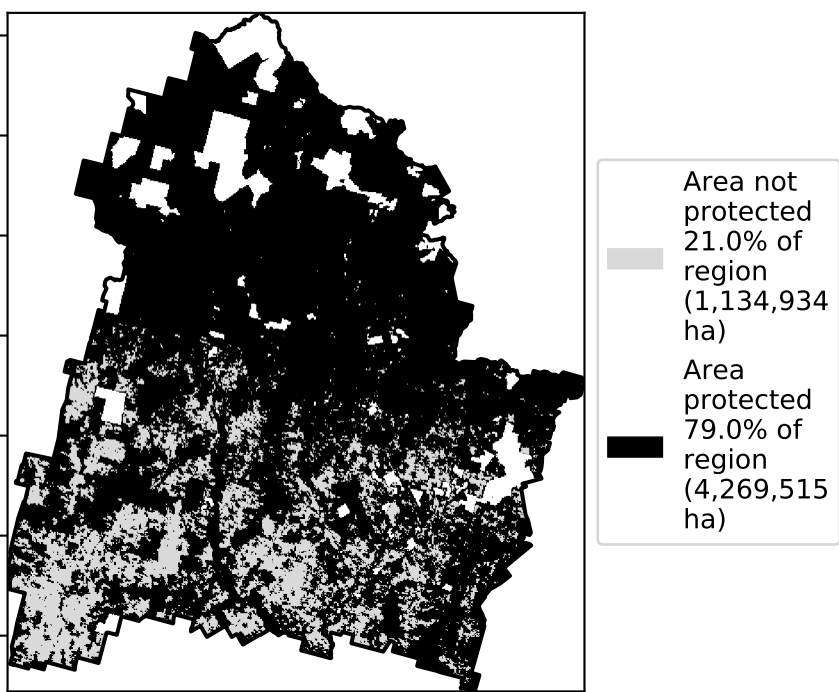 Area not
protected
21.0% of
region
(1,134,934
ha)
Area
protected
79.0% of
region
(4,269,515
ha)